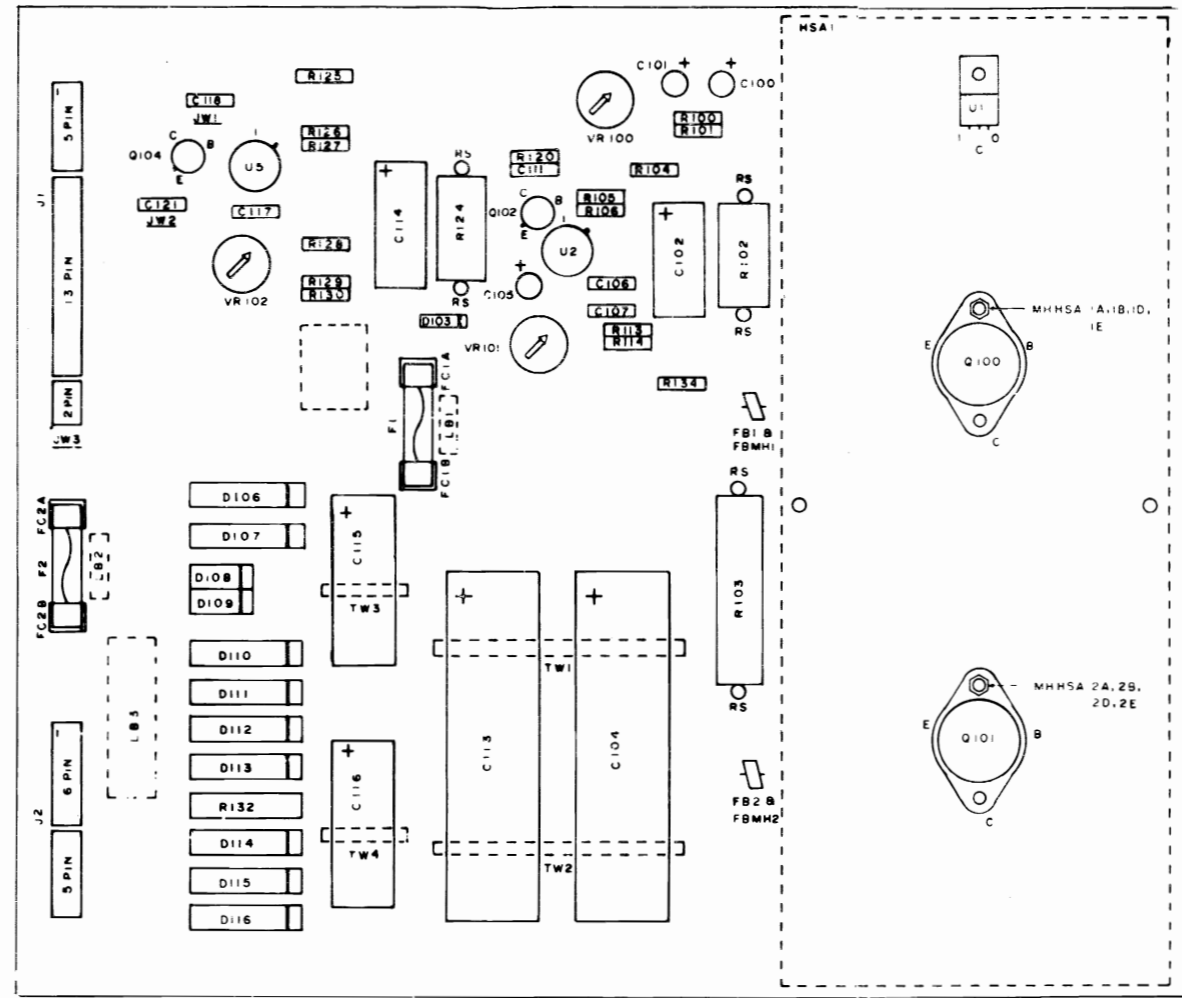 HSA1
C101 +
+
C100
U1
1 0
C
VR100
R100
R101
R125
C118
JW1
1
5 PIN
Q104
C
B
E
1
U5
R126
R127
C121
JW2
C117
J1
13 PIN
VR102
R128
R129
R130
+
C114
RS
R124
RS
R120
C111
Q102
C
B
E
1
U2
R105
R106
R104
+
C105
C106
C107
R113
R114
D103
VR101
+
C102
RS
R102
RS
R134
2 PIN
JW3
FC1A
F1
LB1
FC1B
FB1 &
FBMH1
MHHSA 1A,1B,1D,
1E
E
B
Q100
C
FC2A
F2
LB2
FC2B
D106
D107
D108
D109
+
C115
TW3
RS
R103
RS
LB3
D110
D111
D112
D113
R132
D114
D115
D116
J2
1
6 PIN
5 PIN
+
C116
TW4
+
C113
+
C104
TW1
TW2
FB2 &
FBMH2
MHHSA 2A,2B,
2D,2E
E
B
Q101
C